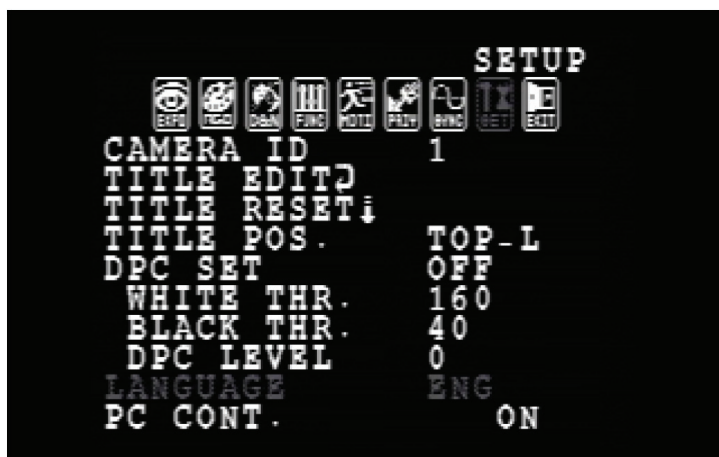 SETUP
EXPO D&N FUNC MOTI PRIV SYNC SET EXIT
CAMERA ID 1
TITLE EDIT
TITLE RESET
TITLE POS. TOP-L
DPC SET OFF
WHITE THR. 160
BLACK THR. 40
DPC LEVEL 0
LANGUAGE ENG
PC CONT. ON